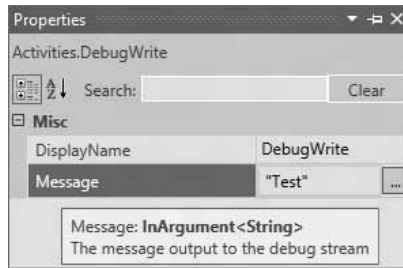 Properties
Activities.DebugWrite
A Z Search: Clear
Misc
DisplayName DebugWrite
Message "Test" ...
Message: InArgument<String>
The message output to the debug stream